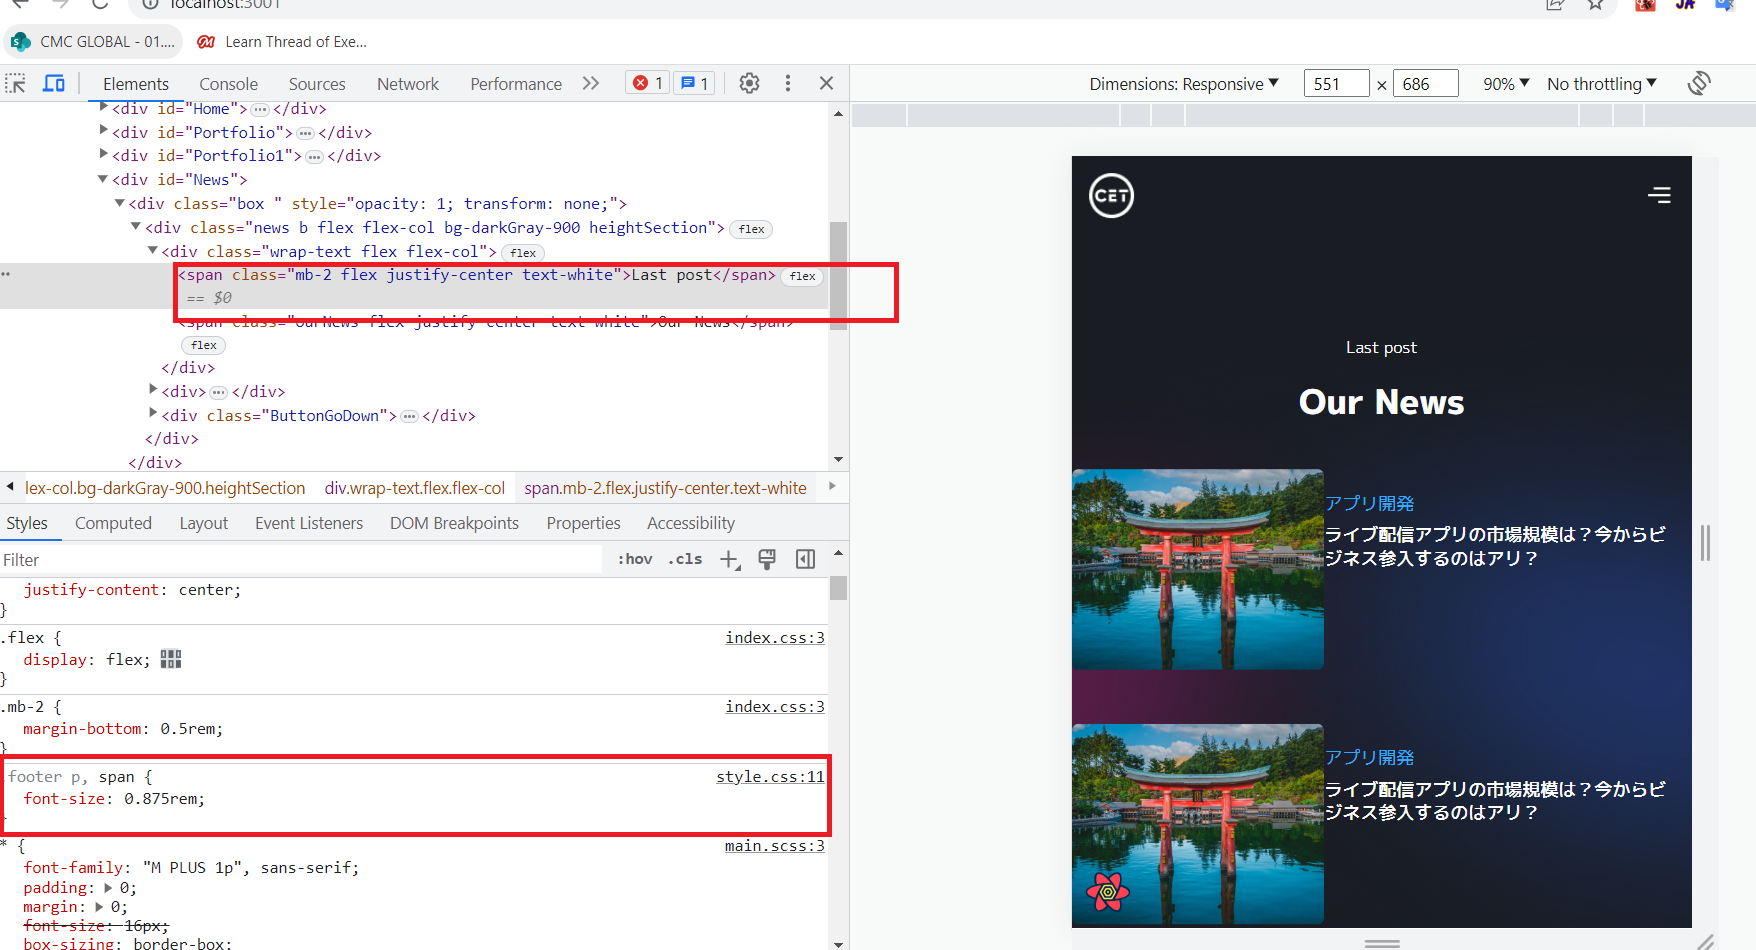 localhost:3001
CMC GLOBAL - 01....
Learn Thread of Exe...
Elements Console Sources Network Performance 1 1
Dimensions: Responsive 551 × 686 90% No throttling
<div id="Home"> </div>
<div id="Portfolio"> </div>
<div id="Portfolio1"> </div>
<div id="News">
<div class="box " style="opacity: 1; transform: none;">
<div class="news b flex flex-col bg-darkGray-900 heightSection"> flex
<div class="wrap-text flex flex-col"> flex
<span class="mb-2 flex justify-center text-white">Last post</span> flex
== $0
<span class="ourNews flex justify-center text-white">Our News</span>
flex
</div>
<div> </div>
<div class="ButtonGoDown"> </div>
</div>
</div>
lex-col.bg-darkGray-900.heightSection div.wrap-text.flex.flex-col span.mb-2.flex.justify-center.text-white
Styles Computed Layout Event Listeners DOM Breakpoints Properties Accessibility
Filter :hov .cls
justify-content: center;
}
.flex { index.css:3
display: flex;
}
.mb-2 { index.css:3
margin-bottom: 0.5rem;
}
.footer p, span { style.css:11
font-size: 0.875rem;
}
* { main.scss:3
font-family: "M PLUS 1p", sans-serif;
padding: 0;
margin: 0;
font-size: 16px;
box-sizing: border-box;
CET
Last post
Our News
アプリ開発
ライブ配信アプリの市場規模は？今からビ
ジネス参入するのはアリ？
アプリ開発
ライブ配信アプリの市場規模は？今からビ
ジネス参入するのはアリ？